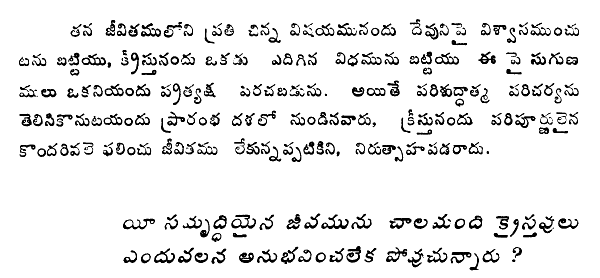 తన జీవితములోని ప్రతి చిన్న విషయమునందు దేవునిపై విశ్వాసముంచు
టను బట్టియు, క్రీస్తునందు ఒకడు ఎదిగిన విధమును బట్టియు ఈ పై సుగుణ
ములు ఒకనియందు ప్రత్యక్ష పరచబడును. అయితే పరిశుద్ధాత్మ పరిచర్యను
తెలిసికొనుటయందు ప్రారంభ దశలో నుండినవారు, క్రీస్తునందు పరిపూర్ణులైన
కొందరివలె ఫలించు జీవితము లేకున్నప్పటికిని, నిరుత్సాహపడరాదు.
యీ సమృద్ధియైన జీవమును చాలమంది క్రైస్తవులు
ఎందువలన అనుభవించలేక పోవుచున్నారు ?